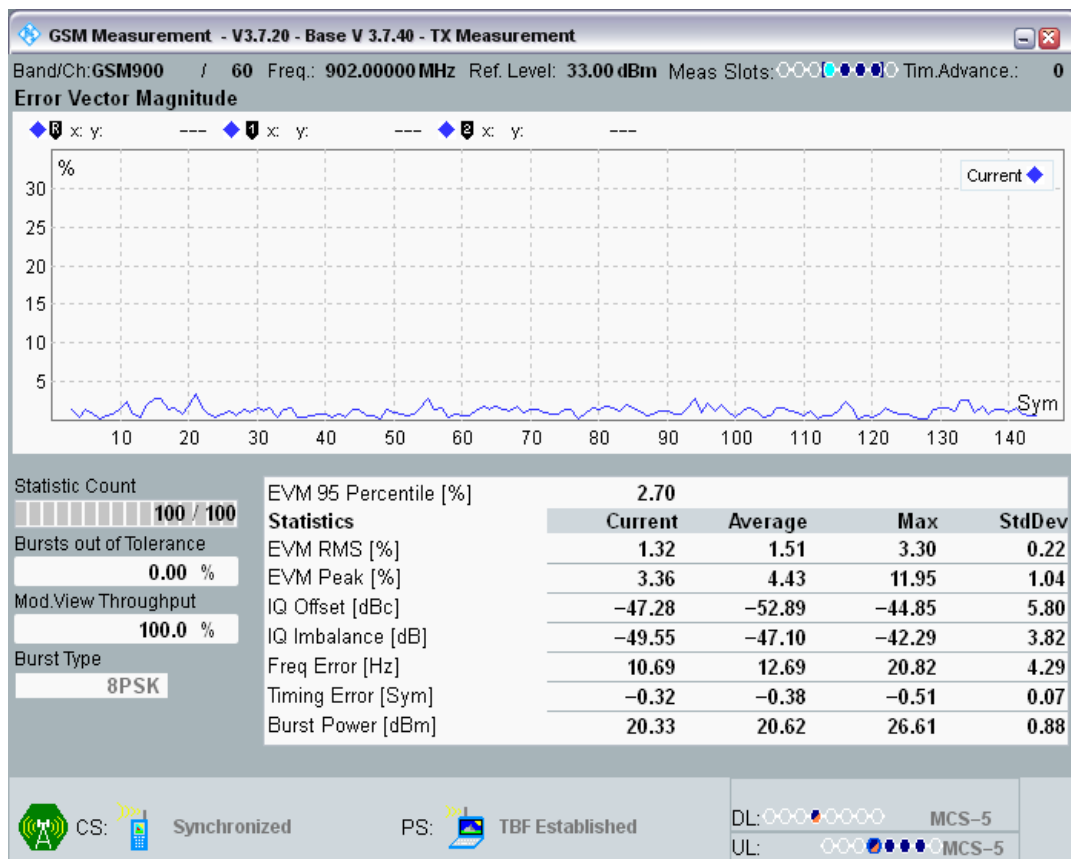 GSM Measurement - V3.7.20 - Base V 3.7.40 - TX Measurement
Band/Ch:GSM900 / 60 Freq.: 902.00000 MHz Ref. Level: 33.00 dBm Meas Slots: Tim.Advance.: 0
Error Vector Magnitude
R x: y: --- 1 x: y: --- 2 x: y: ---
%
Current
30
25
20
15
10
5
Sym
10 20 30 40 50 60 70 80 90 100 110 120 130 140
Statistic Count
100 / 100
Bursts out of Tolerance
0.00 %
Mod.View Throughput
100.0 %
Burst Type
8PSK
EVM 95 Percentile [%] 2.70
Statistics Current Average Max StdDev
EVM RMS [%] 1.32 1.51 3.30 0.22
EVM Peak [%] 3.36 4.43 11.95 1.04
IQ Offset [dBc] −47.28 −52.89 −44.85 5.80
IQ Imbalance [dB] −49.55 −47.10 −42.29 3.82
Freq Error [Hz] 10.69 12.69 20.82 4.29
Timing Error [Sym] −0.32 −0.38 −0.51 0.07
Burst Power [dBm] 20.33 20.62 26.61 0.88
CS: Synchronized PS: TBF Established
DL: MCS−5
UL: MCS−5